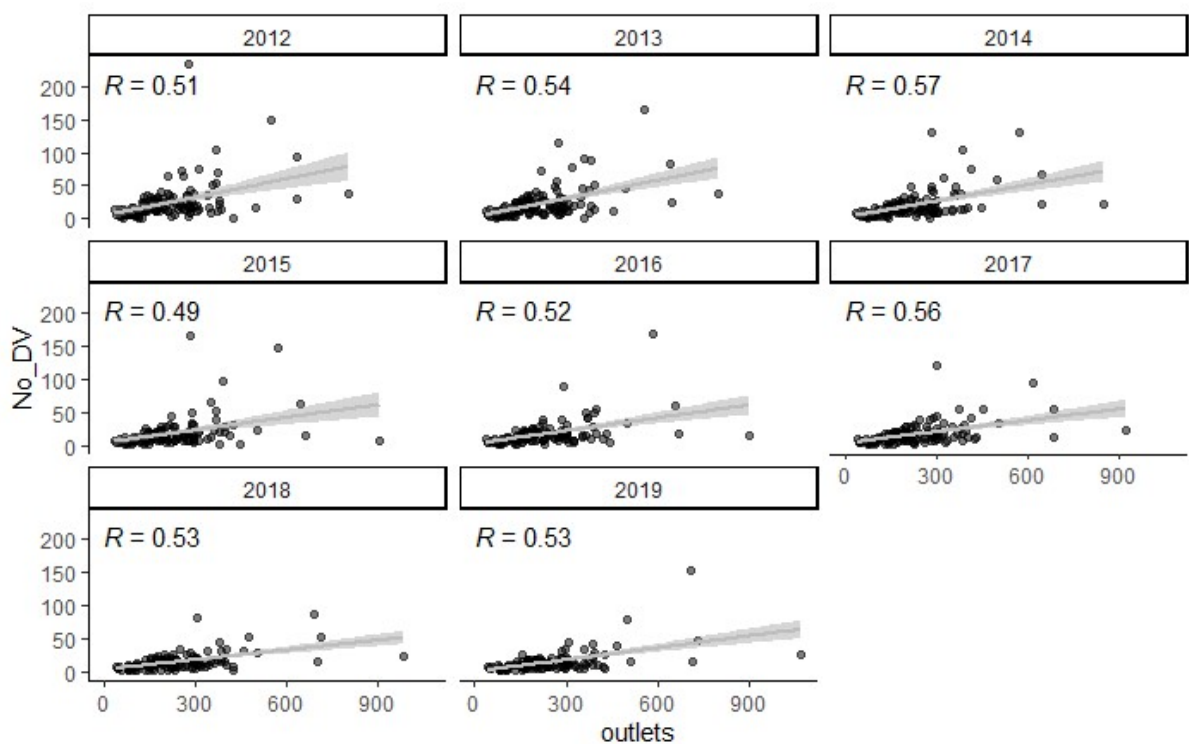 2012 2013 2014
R = 0.51 R = 0.54 R = 0.57
200
150
100
50
0
2015 2016 2017
R = 0.49 R = 0.52 R = 0.56
200
150
100
50
0
0 300 600 900
2018 2019
R = 0.53 R = 0.53
200
150
100
50
0
0 300 600 900 0 300 600 900
No_DV
outlets